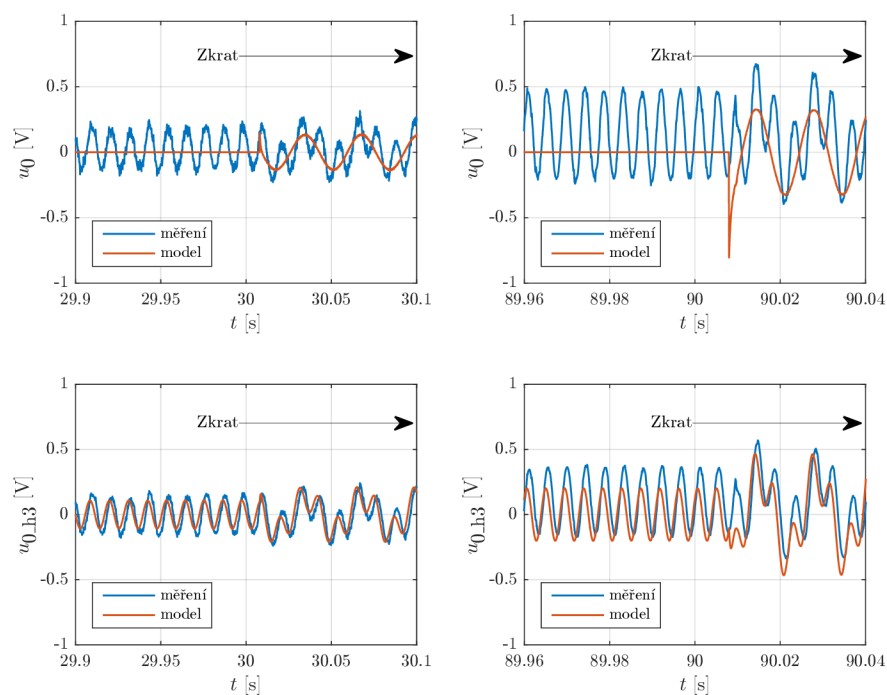 1
0.5
0
-0.5
-1
u0 [V]
Zkrat
měření
model
29.9
29.95
30
30.05
30.1
t [s]
1
0.5
0
-0.5
-1
u0 [V]
Zkrat
měření
model
89.96
89.98
90
90.02
90.04
t [s]
1
0.5
0
-0.5
-1
u0_h3 [V]
Zkrat
měření
model
29.9
29.95
30
30.05
30.1
t [s]
1
0.5
0
-0.5
-1
u0_h3 [V]
Zkrat
měření
model
89.96
89.98
90
90.02
90.04
t [s]